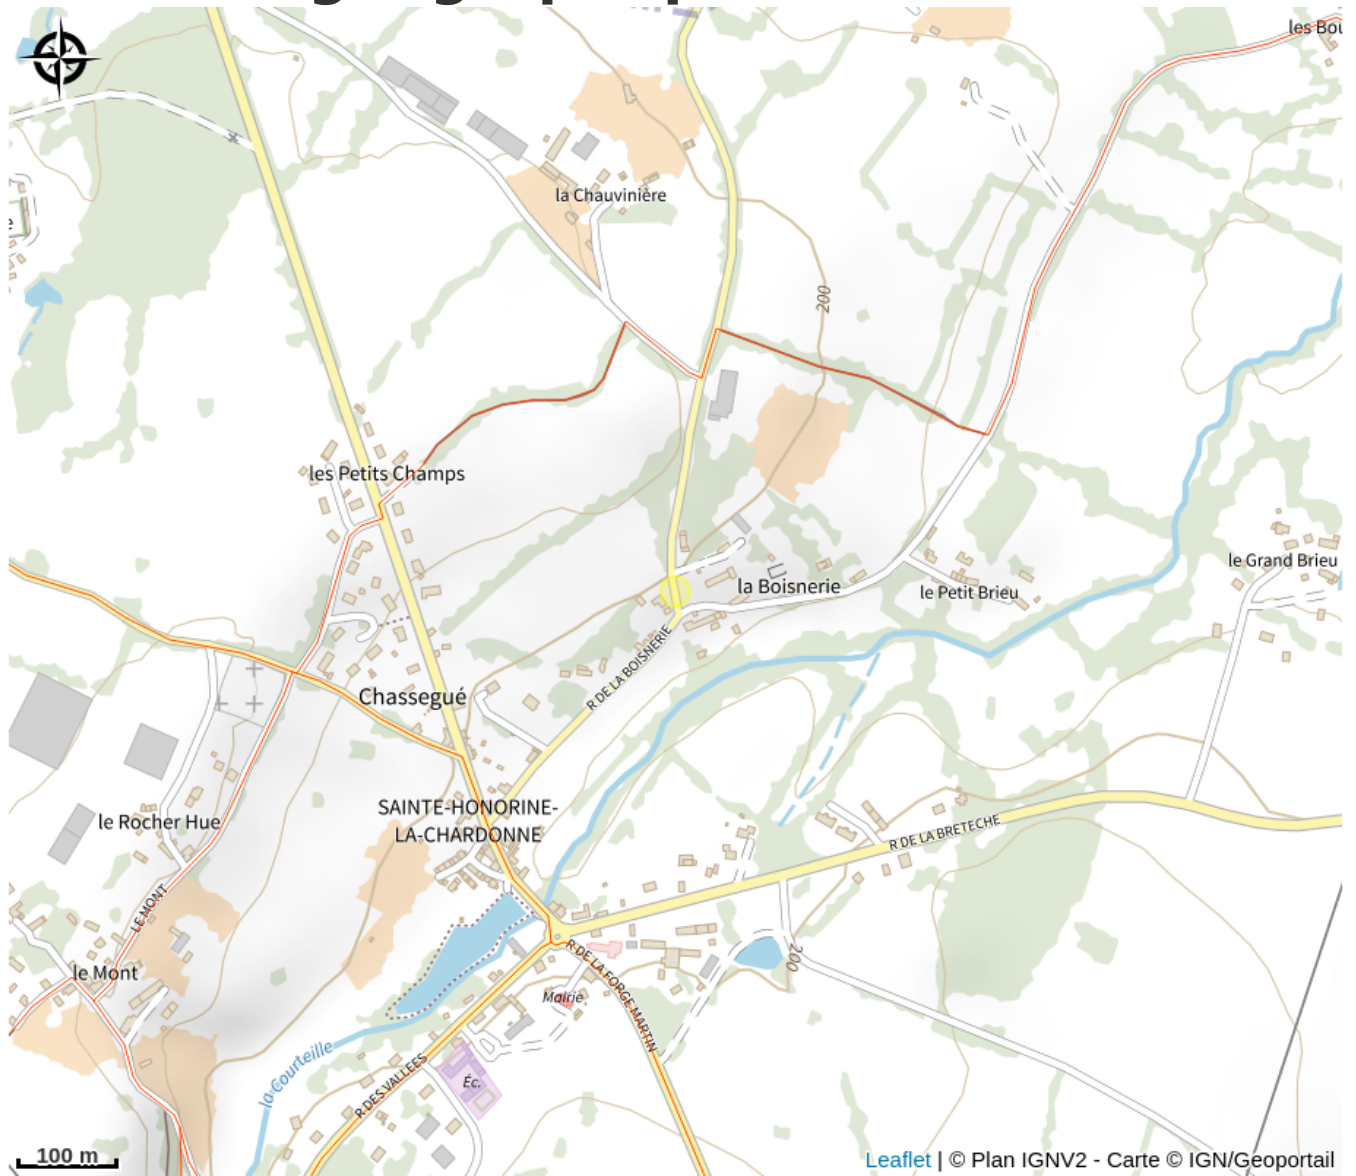 les Bou
la Chauvinière
e
200
les Petits Champs
la Boisnerie
le Petit Brieu
le Grand Brieu
R DE LA BOISNERIE
Chassegué
SAINTE-HONORINE-
LA-CHARDONNE
le Rocher Hue
R DE LA BRETECHE
LE MONT
le Mont
R DE LA FORGE MARTIN
200
Mairie
la Courteille
R DES VALLEES
Éc.
100 m
Leaflet | © Plan IGNV2 - Carte © IGN/Geoportail